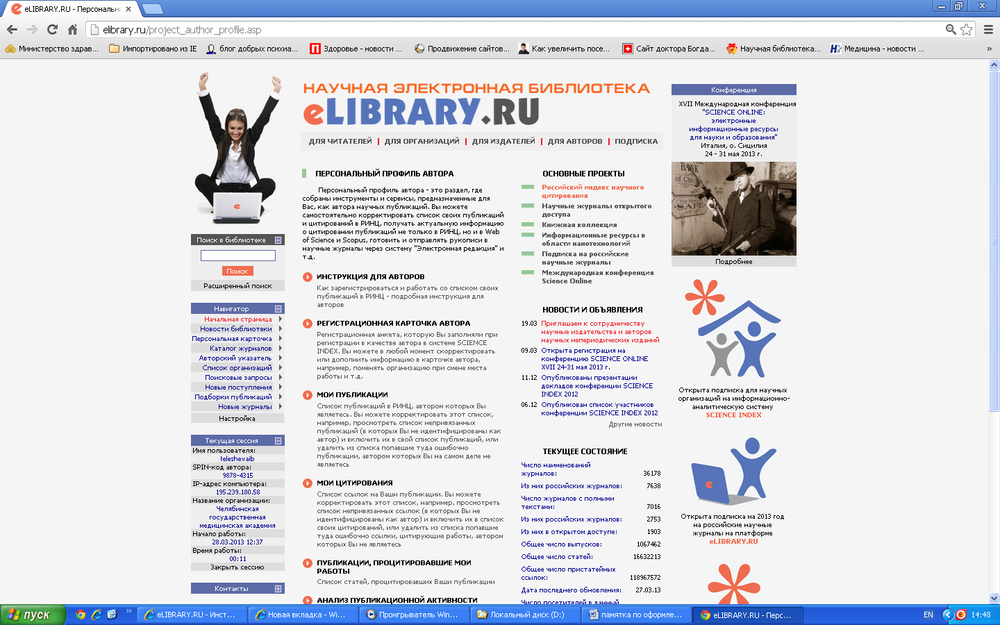 eLIBRARY.RU - Персональн
elibrary.ru/project_author_profile.asp
Министерство здрав...
Импортировано из IE
блог добрых психиа...
Здоровье - новости ...
Продвижение сайтов...
Как увеличить посе...
Сайт доктора Богда...
Научная библиотека...
Медицина - новости ...
»
НАУЧНАЯ ЭЛЕКТРОННАЯ БИБЛИОТЕКА
eLIBRARY.RU
ДЛЯ ЧИТАТЕЛЕЙ | ДЛЯ ОРГАНИЗАЦИЙ | ДЛЯ ИЗДАТЕЛЕЙ | ДЛЯ АВТОРОВ | ПОДПИСКА
Поиск в библиотеке
Поиск
Расширенный поиск
Навигатор
Начальная страница
Новости библиотеки
Персональная карточка
Каталог журналов
Авторский указатель
Список организаций
Поисковые запросы
Новые поступления
Подборки публикаций
Новые журналы
Настройка
Текущая сессия
Имя пользователя:
teleshevaib
SPIN-код автора:
9878-4315
IP-адрес компьютера:
195.239.180.58
Название организации:
Челябинская
государственная
медицинская академия
Начало работы:
28.03.2013 12:37
Время работы:
00:11
Закрыть сессию
Контакты
ПЕРСОНАЛЬНЫЙ ПРОФИЛЬ АВТОРА
Персональный профиль автора - это раздел, где
собраны инструменты и сервисы, предназначенные для
Вас, как автора научных публикаций. Вы можете
самостоятельно корректировать список своих публикаций
и цитирований в РИНЦ, получать актуальную информацию
о цитировании публикаций не только в РИНЦ, но и в Web
of Science и Scopus, готовить и отправлять рукописи в
научные журналы через систему "Электронная редакция" и
т.д.
ИНСТРУКЦИЯ ДЛЯ АВТОРОВ
Как зарегистрироваться и работать со списком своих
публикаций в РИНЦ - подробная инструкция для
авторов
РЕГИСТРАЦИОННАЯ КАРТОЧКА АВТОРА
Регистрационная анкета, которую Вы заполняли при
регистрации в качестве автора в системе SCIENCE
INDEX. Вы можете в любой момент скорректировать
или дополнить информацию в карточке автора,
например, поменять организацию при смене места
работы и т.д.
МОИ ПУБЛИКАЦИИ
Список публикаций в РИНЦ, автором которых Вы
являетесь. Вы можете корректировать этот список,
например, просмотреть список непривязанных
публикаций (в которых Вы не идентифицированы как
автор) и включить их в свой список публикаций, или
удалить из списка попавшие туда ошибочно
публикации, автором которых Вы на самом деле не
являетесь
МОИ ЦИТИРОВАНИЯ
Список ссылок на Ваши публикации. Вы можете
корректировать этот список, например, просмотреть
список непривязанных ссылок (в которых Вы не
идентифицированы как автор) и включить их в список
своих цитирований, или удалить из списка попавшие
туда ошибочно ссылки, цитирующие работы, автором
которых Вы не являетесь
ПУБЛИКАЦИИ, ПРОЦИТИРОВАВШИЕ МОИ
РАБОТЫ
Список статей, процитировавших Ваши публикации
АНАЛИЗ ПУБЛИКАЦИОННОЙ АКТИВНОСТИ
ОСНОВНЫЕ ПРОЕКТЫ
Российский индекс научного
цитирования
Научные журналы открытого
доступа
Книжная коллекция
Информационные ресурсы в
области нанотехнологий
Подписка на российские
научные журналы
Международная конференция
Science Online
НОВОСТИ И ОБЪЯВЛЕНИЯ
19.03 Приглашаем к сотрудничеству
научные издательства и авторов
научных непериодических изданий
09.03 Открыта регистрация на
конференцию SCIENCE ONLINE
XVII 24-31 мая 2013 г.
11.12 Опубликованы презентации
докладов конференции SCIENCE
INDEX 2012
06.12 Опубликован список участников
конференции SCIENCE INDEX 2012
Другие новости
ТЕКУЩЕЕ СОСТОЯНИЕ
Число наименований
журналов: 36178
Из них российских журналов: 7638
Число журналов с полными
текстами: 7016
Из них российских журналов: 2753
Из них в открытом доступе: 1903
Общее число выпусков: 1067462
Общее число статей: 16632213
Общее число пристатейных
ссылок: 118967572
Дата последнего обновления: 27.03.13
Число посетителей в данный
Конференция
XVII Международная конференция
"SCIENCE ONLINE:
электронные
информационные ресурсы
для науки и образования"
Италия, о. Сицилия
24 - 31 мая 2013 г.
BANK
of Chic
SAFE
Подробнее
Открыта подписка для научных
организаций на информационно-
аналитическую систему
SCIENCE INDEX
Открыта подписка на 2013 год
на российские научные
журналы на платформе
eLIBRARY.RU
пуск
»
eLIBRARY.RU - Инст...
Новая вкладка - Wi...
Проигрыватель Win...
Локальный диск (D:)
памятка по оформле...
eLIBRARY.RU - Перс...
EN
14:48